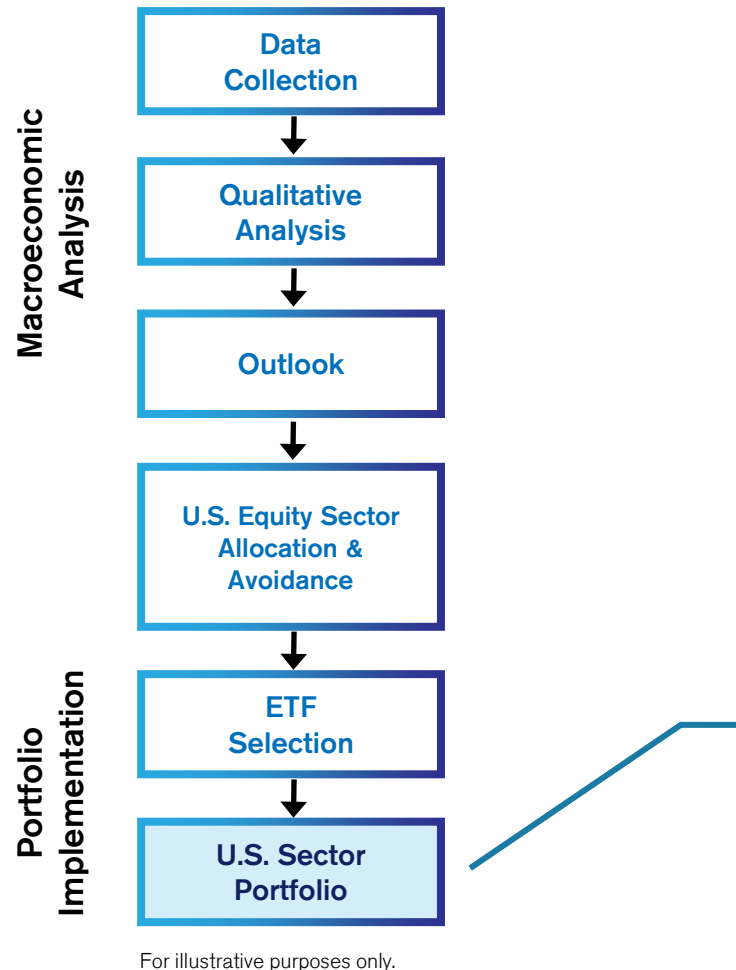 Macroeconomic
Analysis
Data
Collection
Qualitative
Analysis
Outlook
U.S. Equity Sector
Allocation &
Avoidance
Portfolio
Implementation
ETF
Selection
U.S. Sector
Portfolio
For illustrative purposes only.